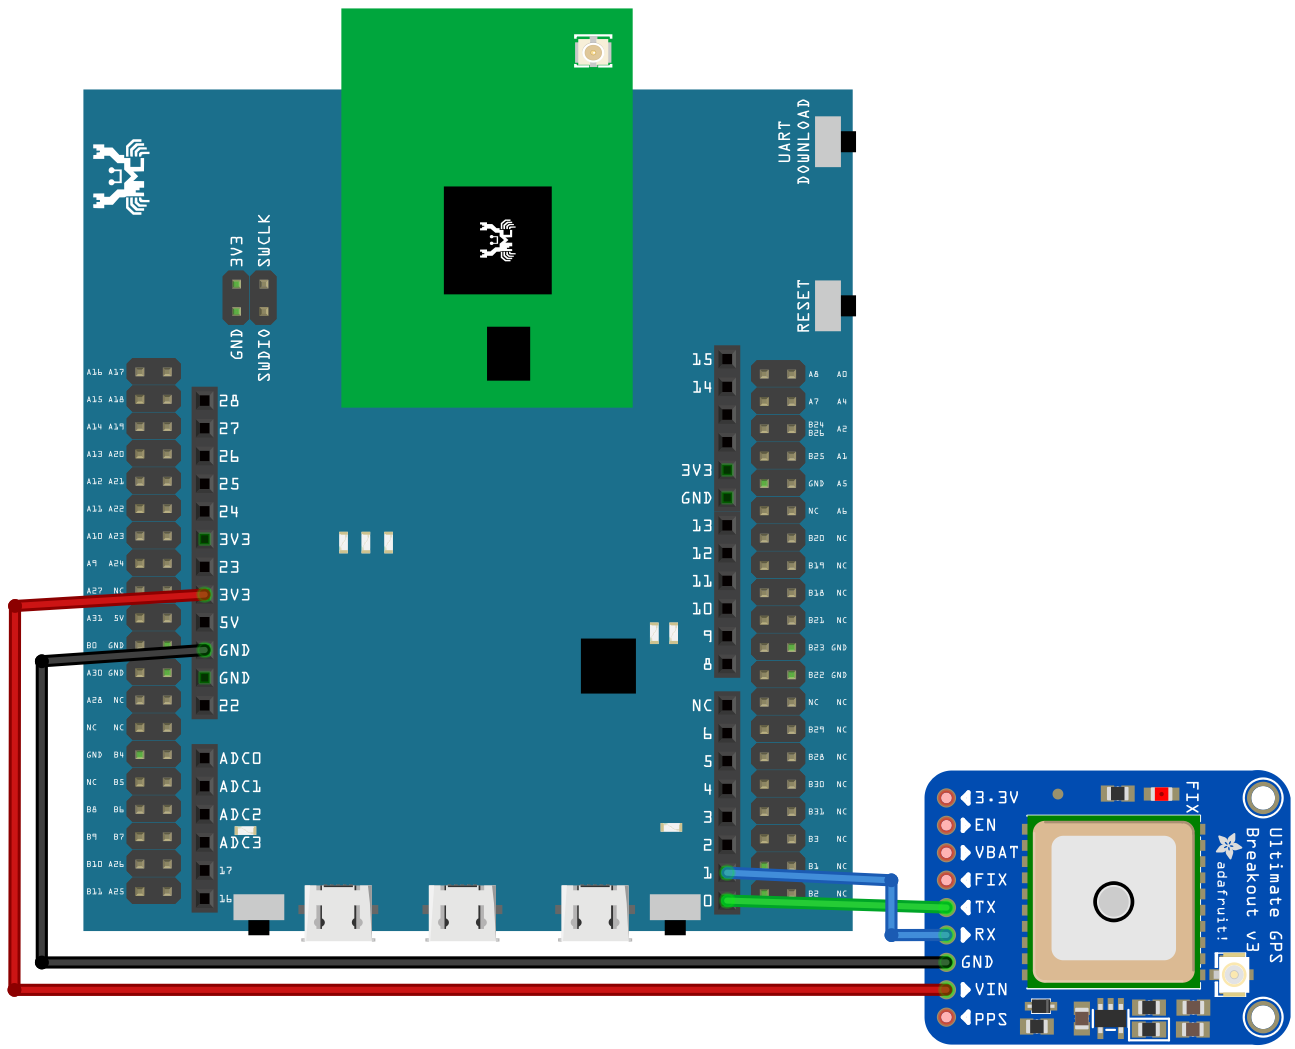 UART
DOWNLOAD
RESET
3V3 SWCLK
GND SWDIO
A16 A17
A15 A18
A14 A19
A13 A20
A12 A21
A11 A22
A10 A23
A9 A24
A27 NC
A31 5V
B0 GND
A30 GND
A28 NC
NC NC
GND B4
NC B5
B8 B6
B9 B7
B10 A26
B11 A25
28
27
26
25
24
3V3
23
3V3
5V
GND
GND
22
ADC0
ADC1
ADC2
ADC3
17
16
15
14
3V3
GND
13
12
11
10
9
8
NC
6
5
4
3
2
1
0
A8 A0
A7 A4
B24
B26 A2
B25 A1
GND A5
NC A6
B20 NC
B19 NC
B18 NC
B21 NC
B23 GND
B22 GND
NC NC
B29 NC
B28 NC
B30 NC
B31 NC
B3 NC
B1 NC
B2 NC
3.3V
EN
VBAT
FIX
TX
RX
GND
VIN
PPS
FIX
Ultimate GPS
Breakout v3
adafruit!